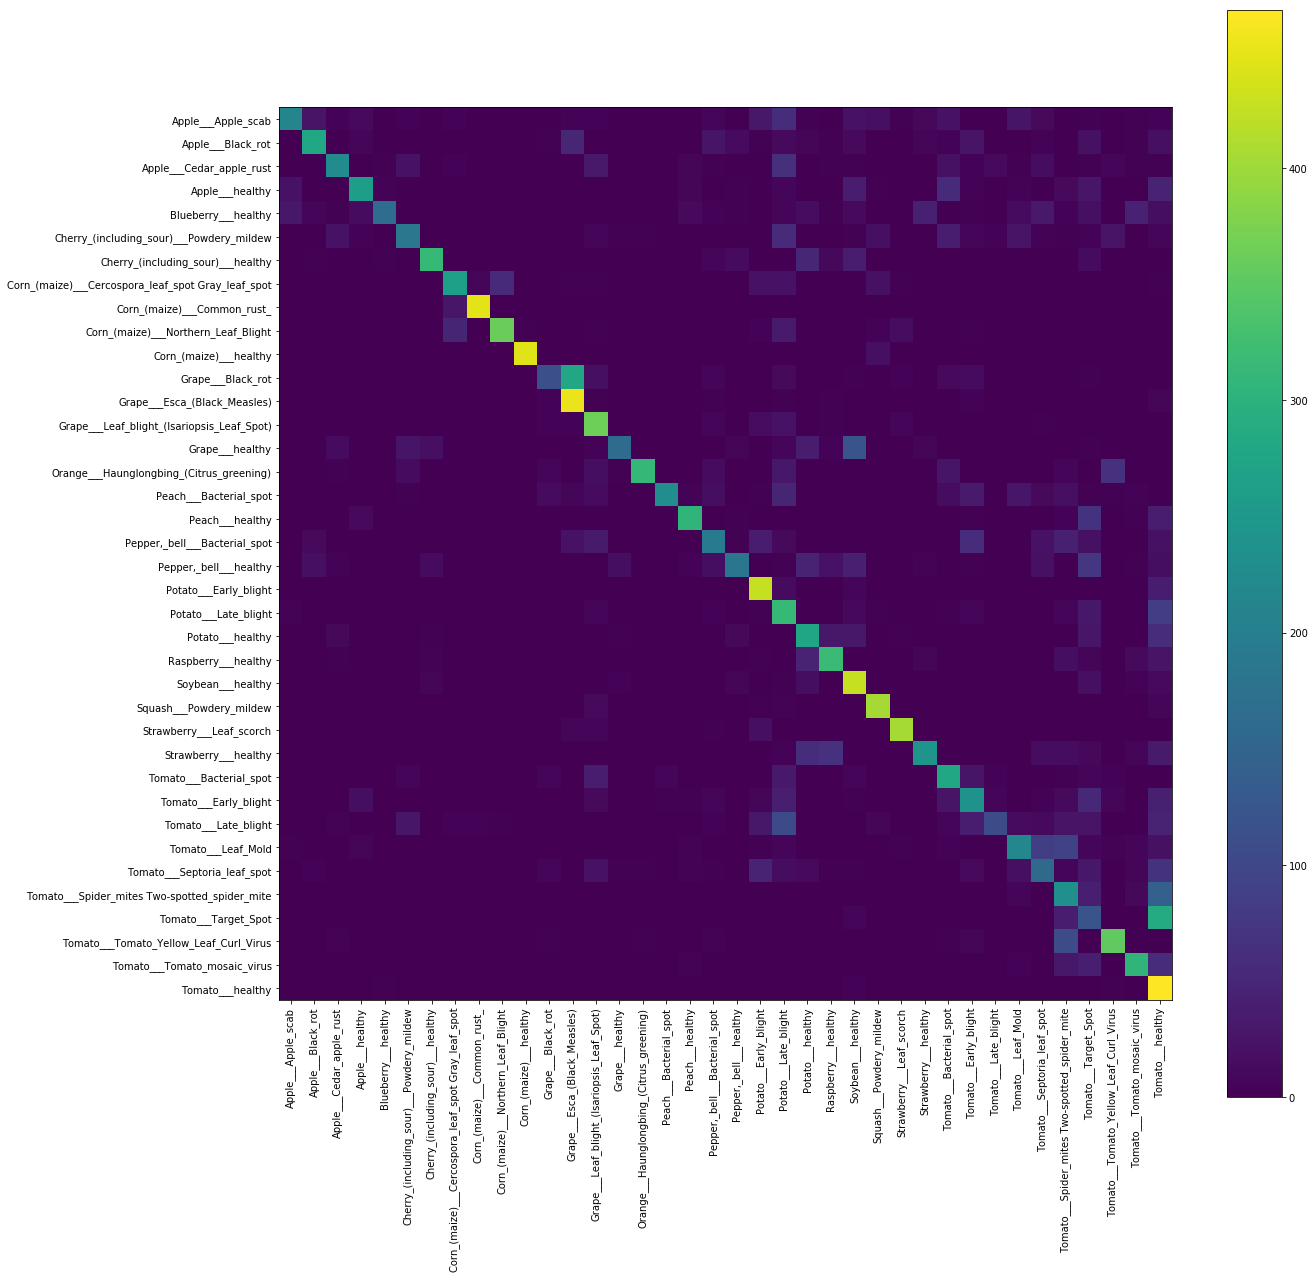 Apple___Apple_scab
Apple___Black_rot
Apple___Cedar_apple_rust
Apple___healthy
Blueberry___healthy
Cherry_(including_sour)___Powdery_mildew
Cherry_(including_sour)___healthy
Corn_(maize)___Cercospora_leaf_spot Gray_leaf_spot
Corn_(maize)___Common_rust_
Corn_(maize)___Northern_Leaf_Blight
Corn_(maize)___healthy
Grape___Black_rot
Grape___Esca_(Black_Measles)
Grape___Leaf_blight_(Isariopsis_Leaf_Spot)
Grape___healthy
Orange___Haunglongbing_(Citrus_greening)
Peach___Bacterial_spot
Peach___healthy
Pepper,_bell___Bacterial_spot
Pepper,_bell___healthy
Potato___Early_blight
Potato___Late_blight
Potato___healthy
Raspberry___healthy
Soybean___healthy
Squash___Powdery_mildew
Strawberry___Leaf_scorch
Strawberry___healthy
Tomato___Bacterial_spot
Tomato___Early_blight
Tomato___Late_blight
Tomato___Leaf_Mold
Tomato___Septoria_leaf_spot
Tomato___Spider_mites Two-spotted_spider_mite
Tomato___Target_Spot
Tomato___Tomato_Yellow_Leaf_Curl_Virus
Tomato___Tomato_mosaic_virus
Tomato___healthy
Apple___Apple_scab
Apple___Black_rot
Apple___Cedar_apple_rust
Apple___healthy
Blueberry___healthy
Cherry_(including_sour)___Powdery_mildew
Cherry_(including_sour)___healthy
Corn_(maize)___Cercospora_leaf_spot Gray_leaf_spot
Corn_(maize)___Common_rust_
Corn_(maize)___Northern_Leaf_Blight
Corn_(maize)___healthy
Grape___Black_rot
Grape___Esca_(Black_Measles)
Grape___Leaf_blight_(Isariopsis_Leaf_Spot)
Grape___healthy
Orange___Haunglongbing_(Citrus_greening)
Peach___Bacterial_spot
Peach___healthy
Pepper,_bell___Bacterial_spot
Pepper,_bell___healthy
Potato___Early_blight
Potato___Late_blight
Potato___healthy
Raspberry___healthy
Soybean___healthy
Squash___Powdery_mildew
Strawberry___Leaf_scorch
Strawberry___healthy
Tomato___Bacterial_spot
Tomato___Early_blight
Tomato___Late_blight
Tomato___Leaf_Mold
Tomato___Septoria_leaf_spot
Tomato___Spider_mites Two-spotted_spider_mite
Tomato___Target_Spot
Tomato___Tomato_Yellow_Leaf_Curl_Virus
Tomato___Tomato_mosaic_virus
Tomato___healthy
400
300
200
100
0